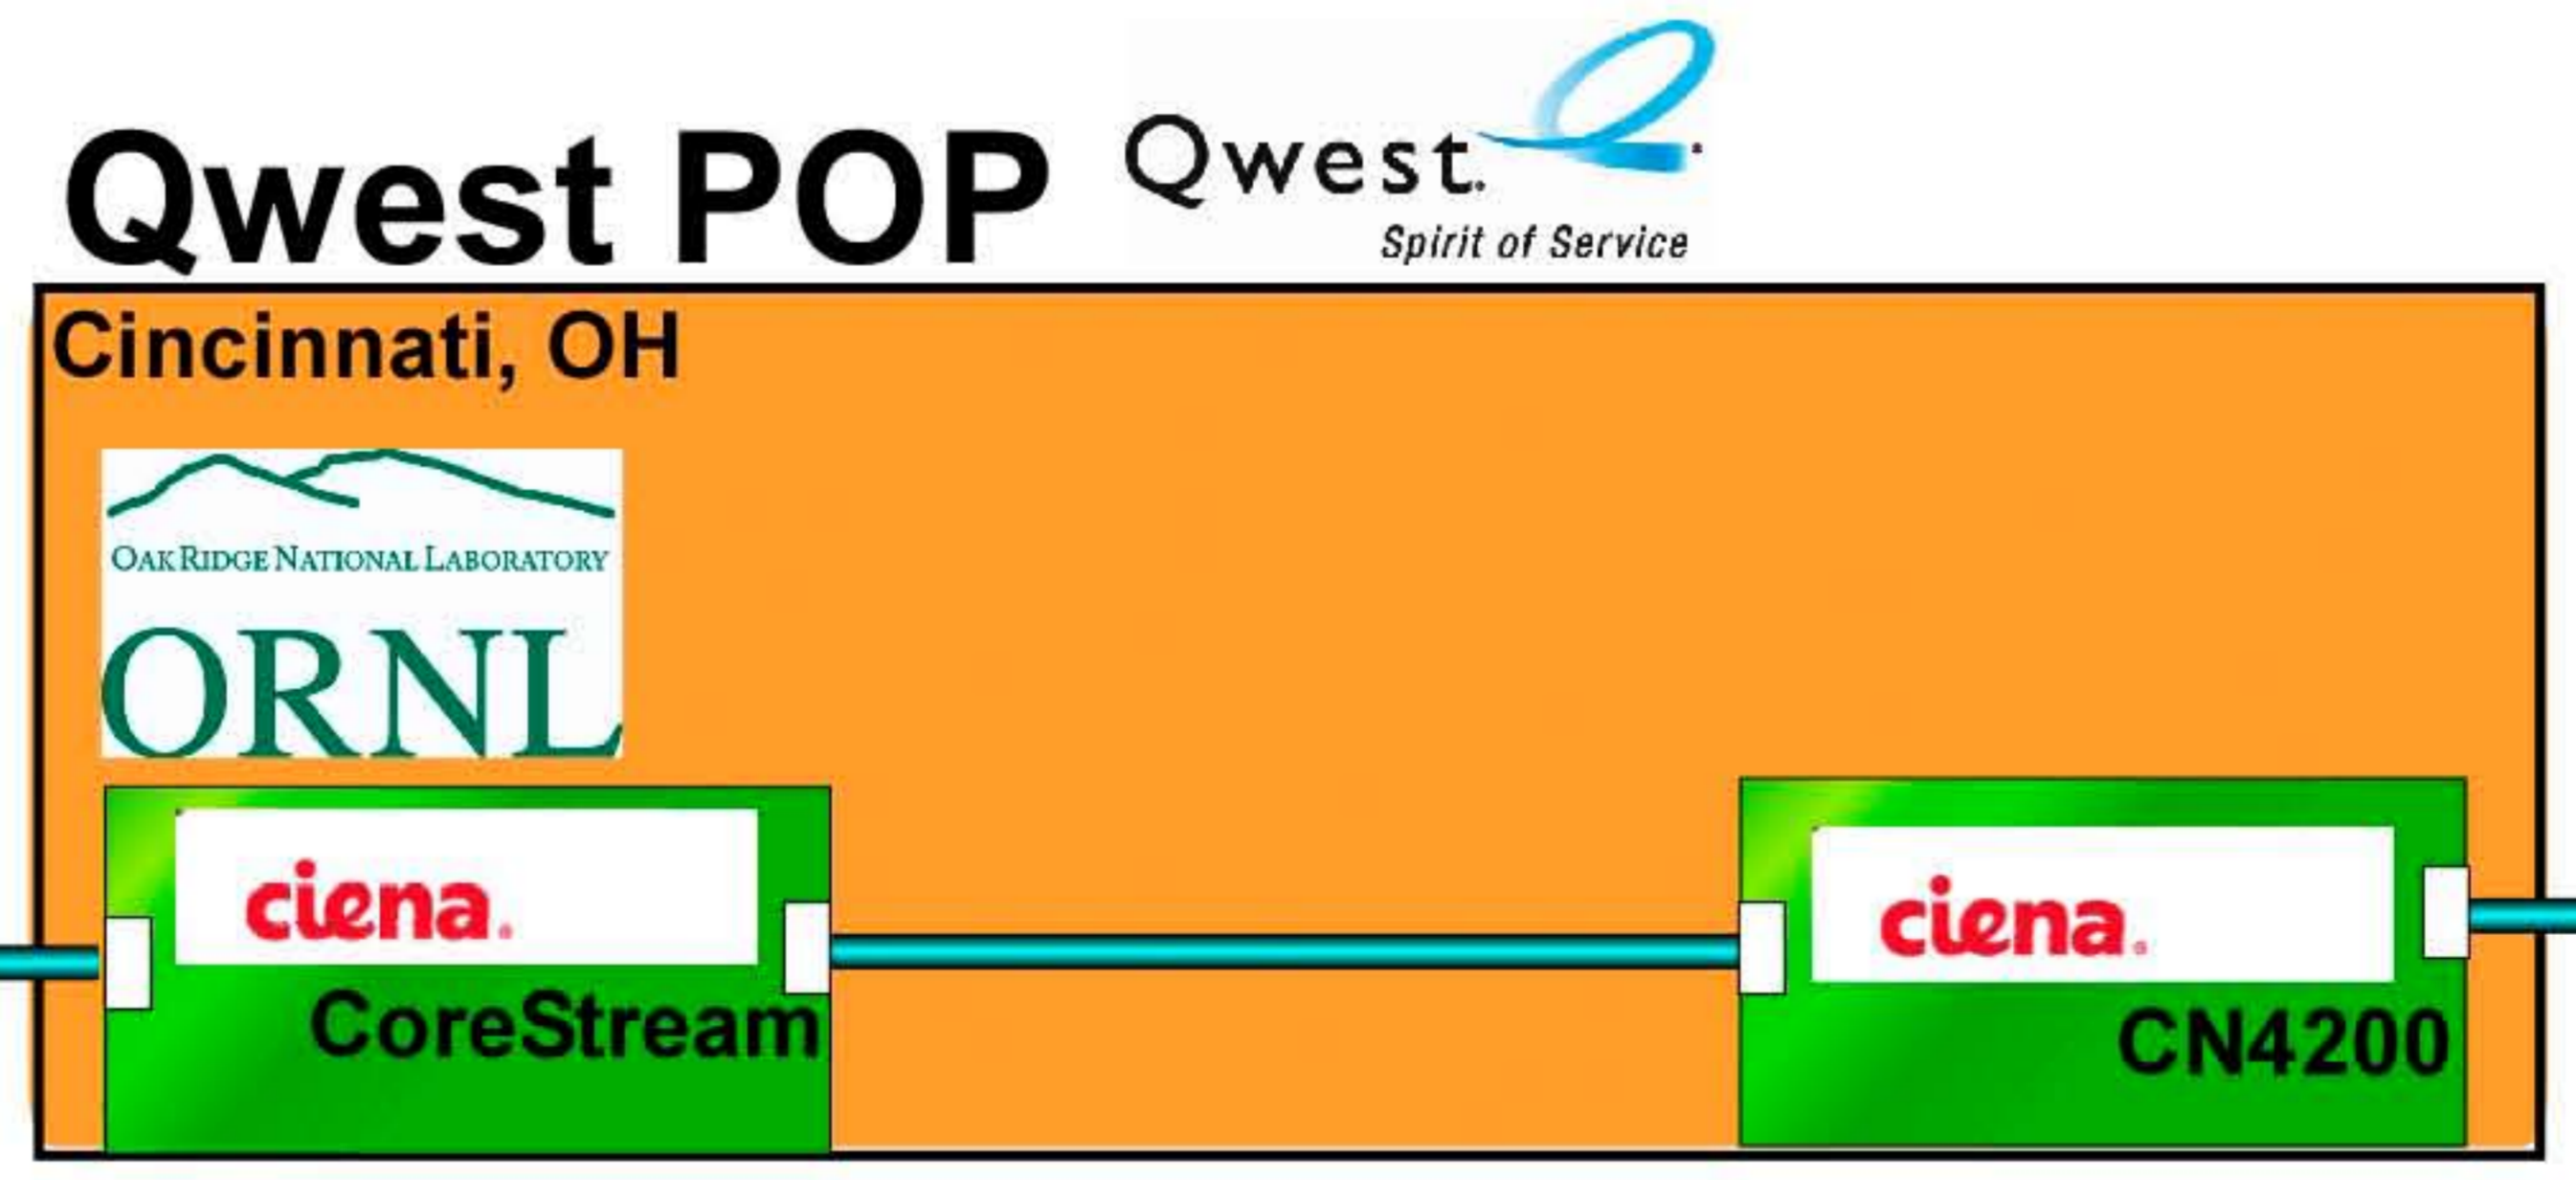 Qwest POP
Qwest.
Spirit of Service
Cincinnati, OH
OAK RIDGE NATIONAL LABORATORY
ORNL
ciena.
CoreStream
ciena.
CN4200